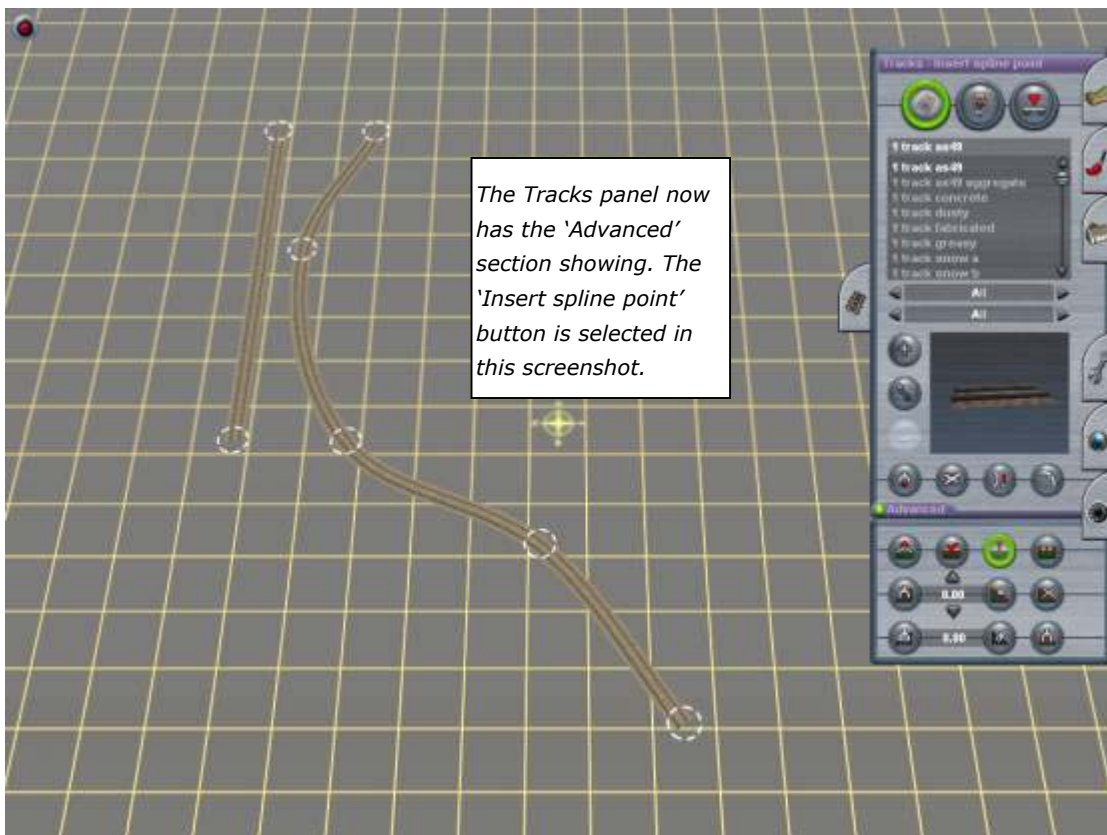 Tracks - Insert spline point
1 track as49
1 track as49
1 track as49 aggregate
1 track concrete
1 track dusty
1 track fabricated
1 track greasy
1 track snow a
1 track snow b
All
All
The Tracks panel now
has the ‘Advanced’
section showing. The
‘Insert spline point’
button is selected in
this screenshot.
Advanced
0.00
0.00